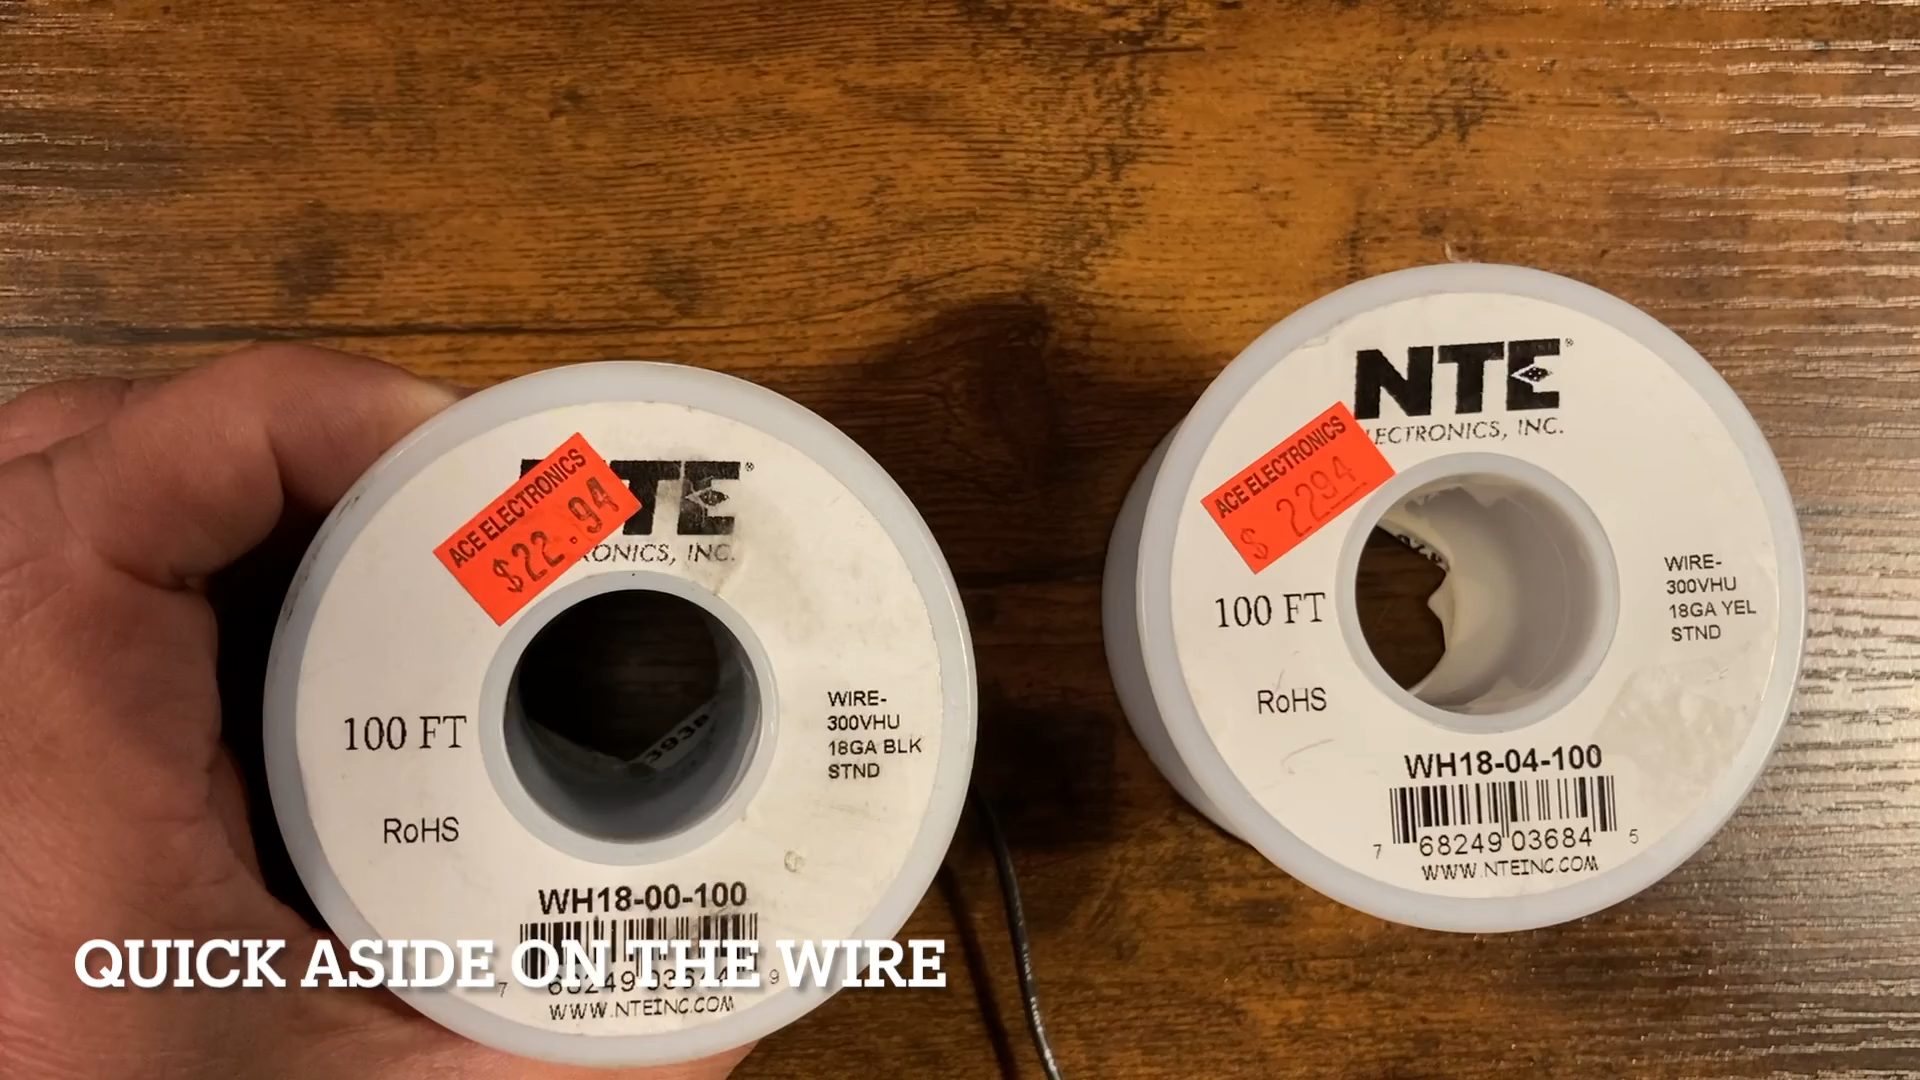 NTE
ACE ELECTRONICS
$ 2294
ECTRONICS, INC.
100 FT
WIRE-
300VHU
18GA YEL
STND
RoHS
WH18-04-100
7 68249 03684 5
WWW.NTEINC.COM
TE
ACE ELECTRONICS
$22.94
RONICS, INC.
100 FT
WIRE-
300VHU
18GA BLK
STND
RoHS
WH18-00-100
WWW.NTEINC.COM
QUICK ASIDE ON THE WIRE